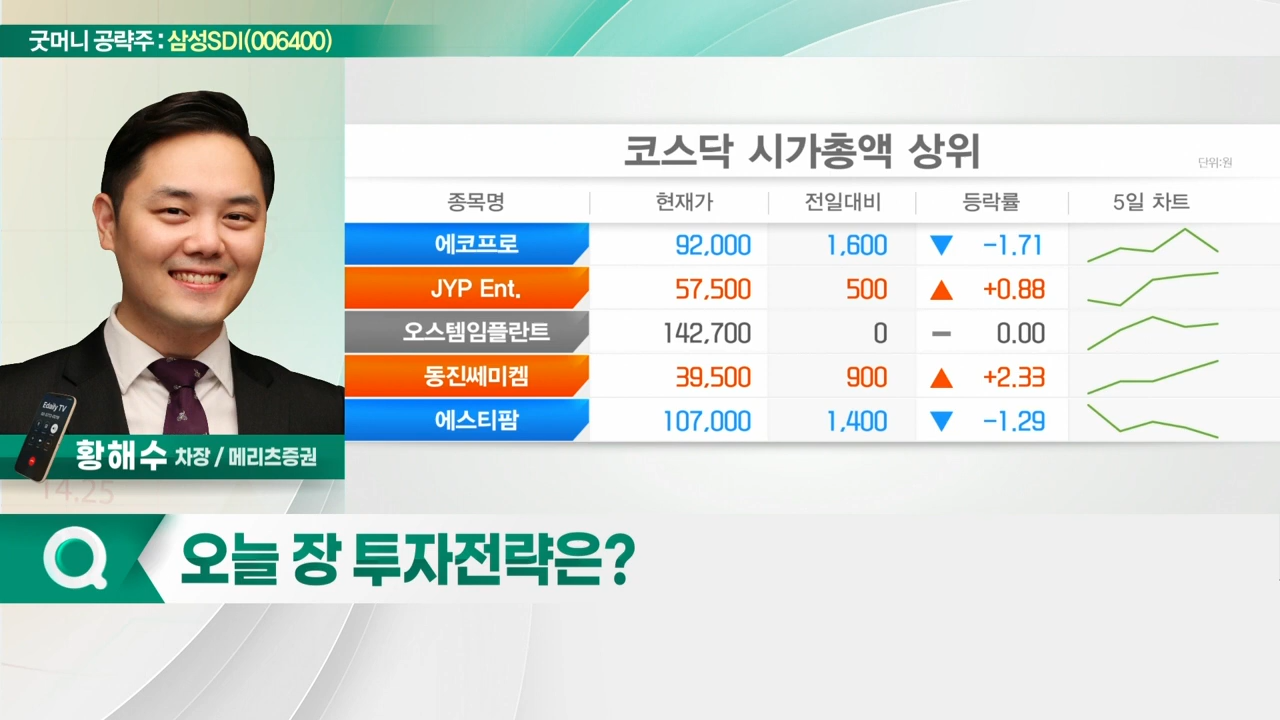 굿머니 공략주 : 삼성SDI(006400)
코스닥 시가총액 상위
단위:원
종목명 현재가 전일대비 등락률 5일 차트
에코프로 92,000 1,600 ▼ -1.71
JYP Ent. 57,500 500 ▲ +0.88
오스템임플란트 142,700 0 - 0.00
동진쎄미켐 39,500 900 ▲ +2.33
에스티팜 107,000 1,400 ▼ -1.29
Edaily TV
황해수 차장 / 메리츠증권
14.25
Q 오늘 장 투자전략은?